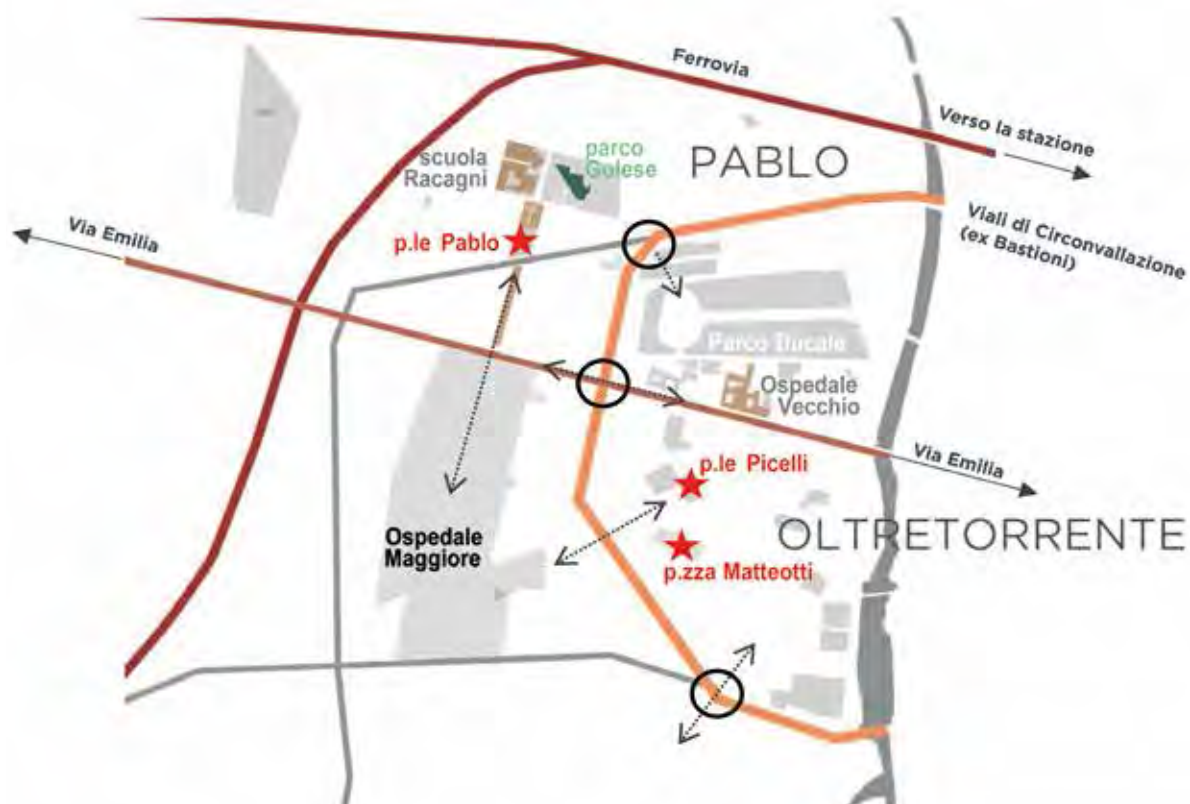 Ferrovia
Verso la stazione
PABLO
scuola
Racagni
parco
Golese
Via Emilia
p.le Pablo
Viali di Circonvallazione
(ex Bastioni)
Parco Ducale
Ospedale
Vecchio
Via Emilia
p.le Picelli
OLTRETORRENTE
Ospedale
Maggiore
p.zza Matteotti